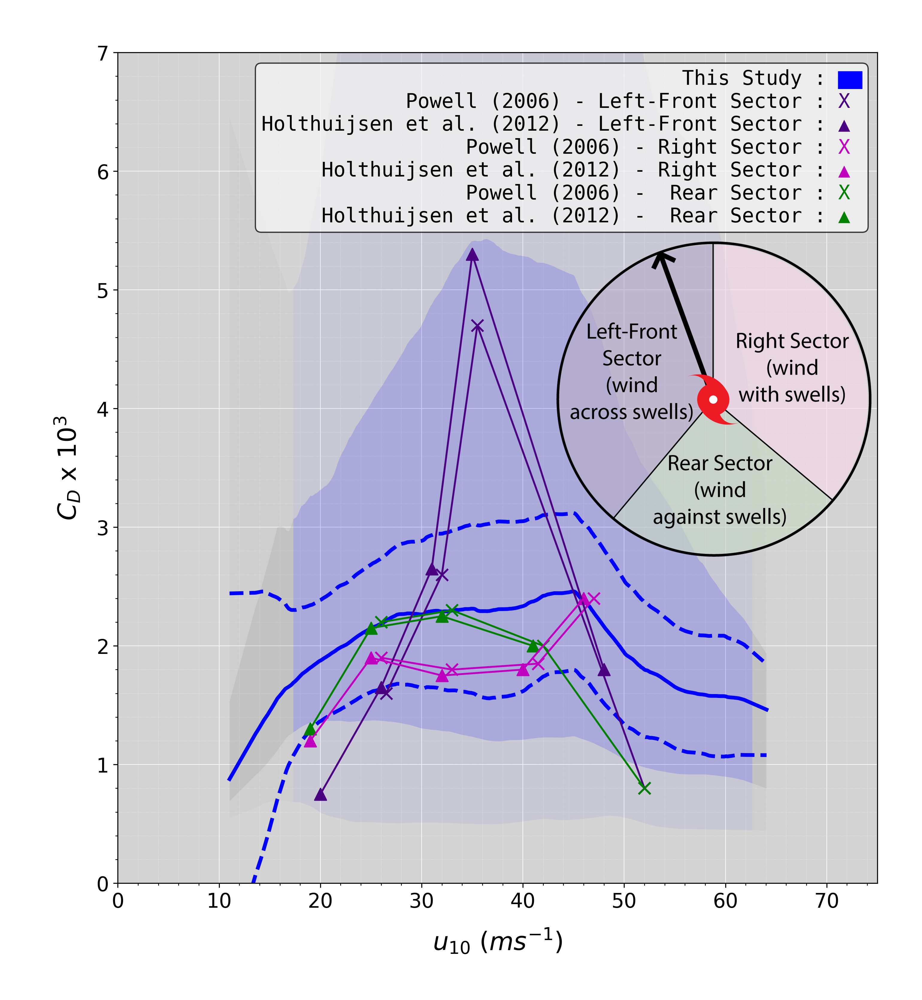 7
6
5
4
3
2
1
0
C_D x 10^3
This Study :
Powell (2006) - Left-Front Sector : X
Holthuijsen et al. (2012) - Left-Front Sector :
Powell (2006) - Right Sector : X
Holthuijsen et al. (2012) - Right Sector :
Powell (2006) - Rear Sector : X
Holthuijsen et al. (2012) - Rear Sector :
Left-Front
Sector
(wind
across swells)
Right Sector
(wind
with swells)
Rear Sector
(wind
against swells)
0 10 20 30 40 50 60 70
u_10 (ms^-1)